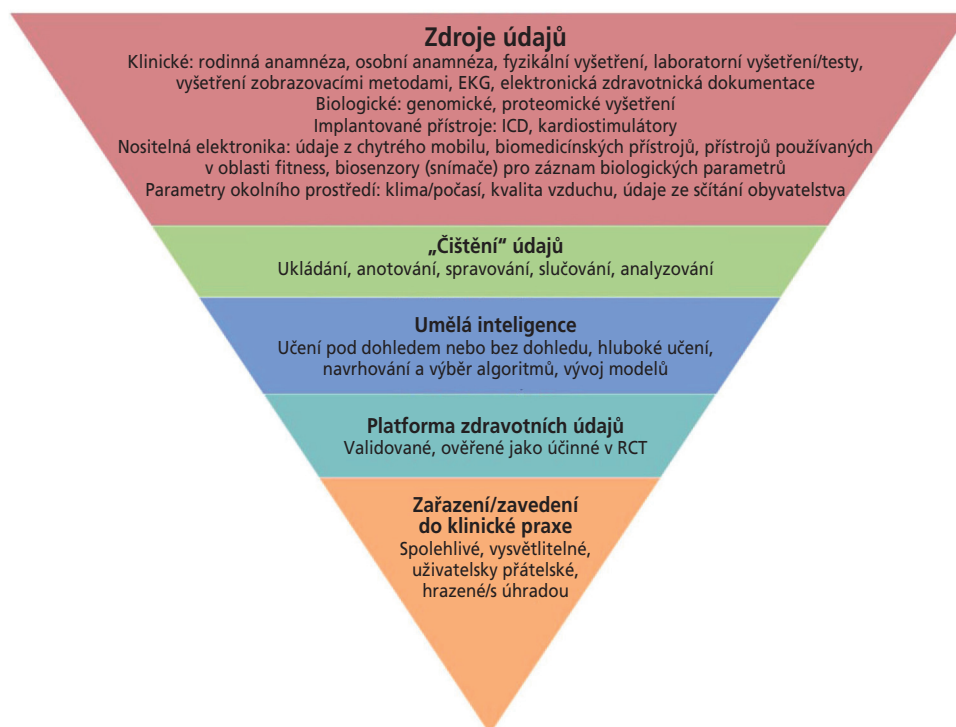 Zdroje údajů
Klinické: rodinná anamnéza, osobní anamnéza, fyzikální vyšetření, laboratorní vyšetření/testy,
vyšetření zobrazovacími metodami, EKG, elektronická zdravotnická dokumentace
Biologické: genomické, proteomické vyšetření
Implantované přístroje: ICD, kardiostimulátory
Nositelná elektronika: údaje z chytrého mobilu, biomedicínských přístrojů, přístrojů používaných
v oblasti fitness, biosenzory (snímače) pro záznam biologických parametrů
Parametry okolního prostředí: klima/počasí, kvalita vzduchu, údaje ze sčítání obyvatelstva
„Čištění“ údajů
Ukládání, anotování, spravování, slučování, analyzování
Umělá inteligence
Učení pod dohledem nebo bez dohledu, hluboké učení,
navrhování a výběr algoritmů, vývoj modelů
Platforma zdravotních údajů
Validované, ověřené jako účinné v RCT
Zařazení/zavedení
do klinické praxe
Spolehlivé, vysvětlitelné,
uživatelsky přátelské,
hrazené/s úhradou